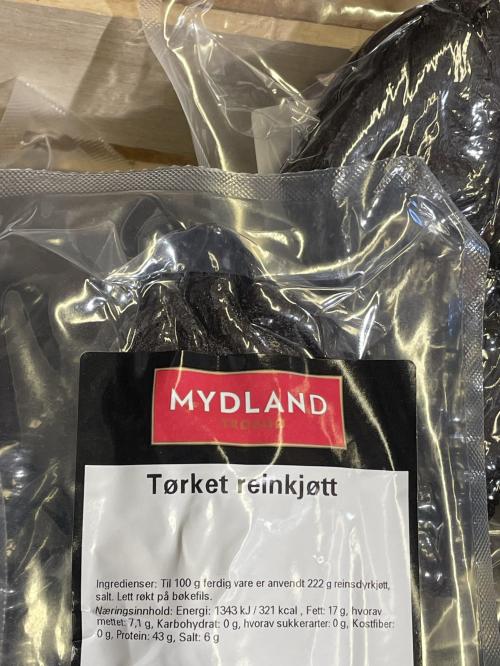 MYDLAND
TROMSØ
Tørket reinkjøtt
Ingredienser: Til 100 g ferdig vare er anvendt 222 g reinsdyrkjøtt,
salt. Lett røkt på bøkefils.
Næringsinnhold: Energi: 1343 kJ / 321 kcal , Fett: 17 g, hvorav
mettet: 7,1 g, Karbohydrat: 0 g, hvorav sukkerarter: 0 g, Kostfiber:
0 g, Protein: 43 g, Salt: 6 g